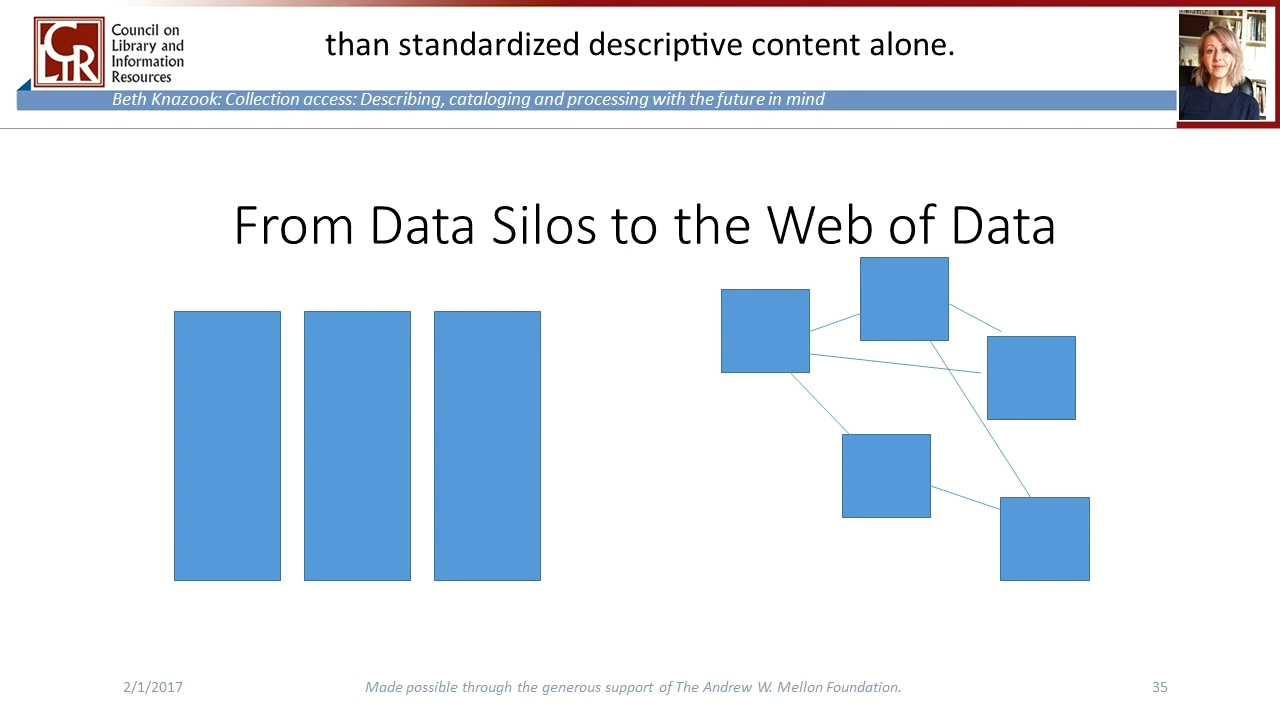 CLIR
Council on
Library and
Information
Resources
than standardized descriptive content alone.
Beth Knazook: Collection access: Describing, cataloging and processing with the future in mind
From Data Silos to the Web of Data
2/1/2017
Made possible through the generous support of The Andrew W. Mellon Foundation.
35